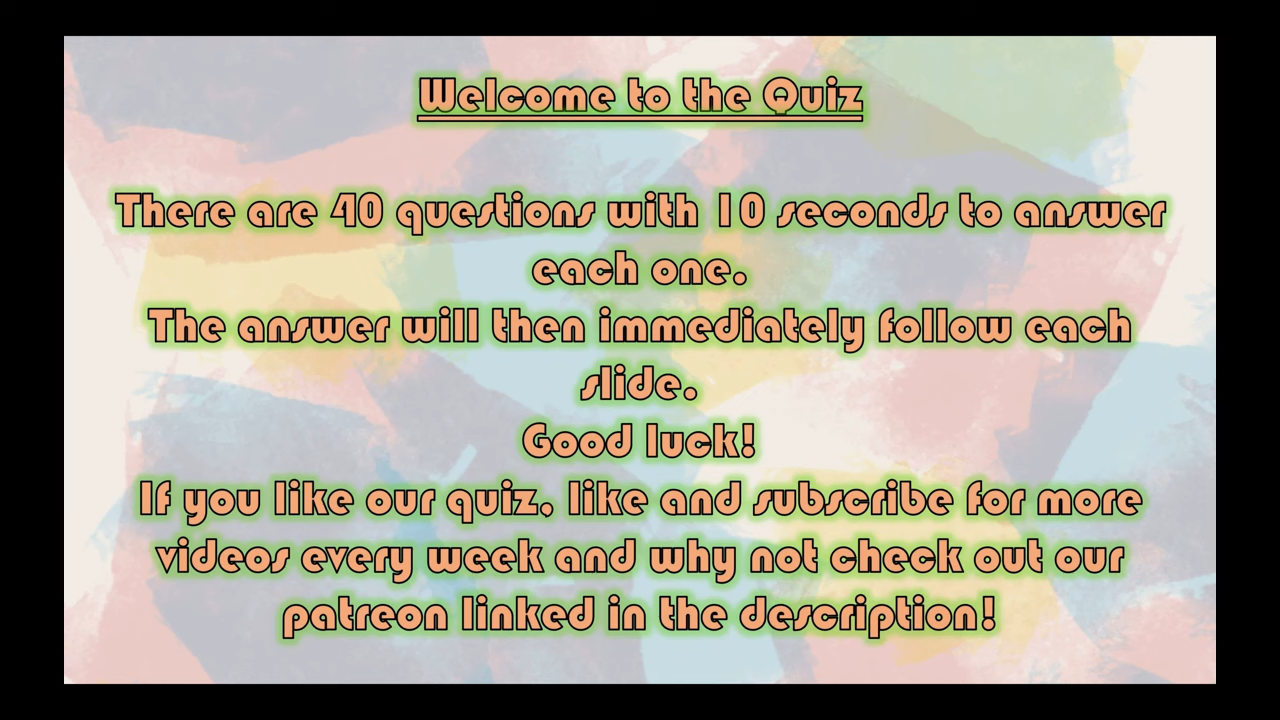 Welcome to the Quiz
There are 40 questions with 10 seconds to answer
each one.
The answer will then immediately follow each
slide.
Good luck!
If you like our quiz, like and subscribe for more
videos every week and why not check out our
patreon linked in the description!